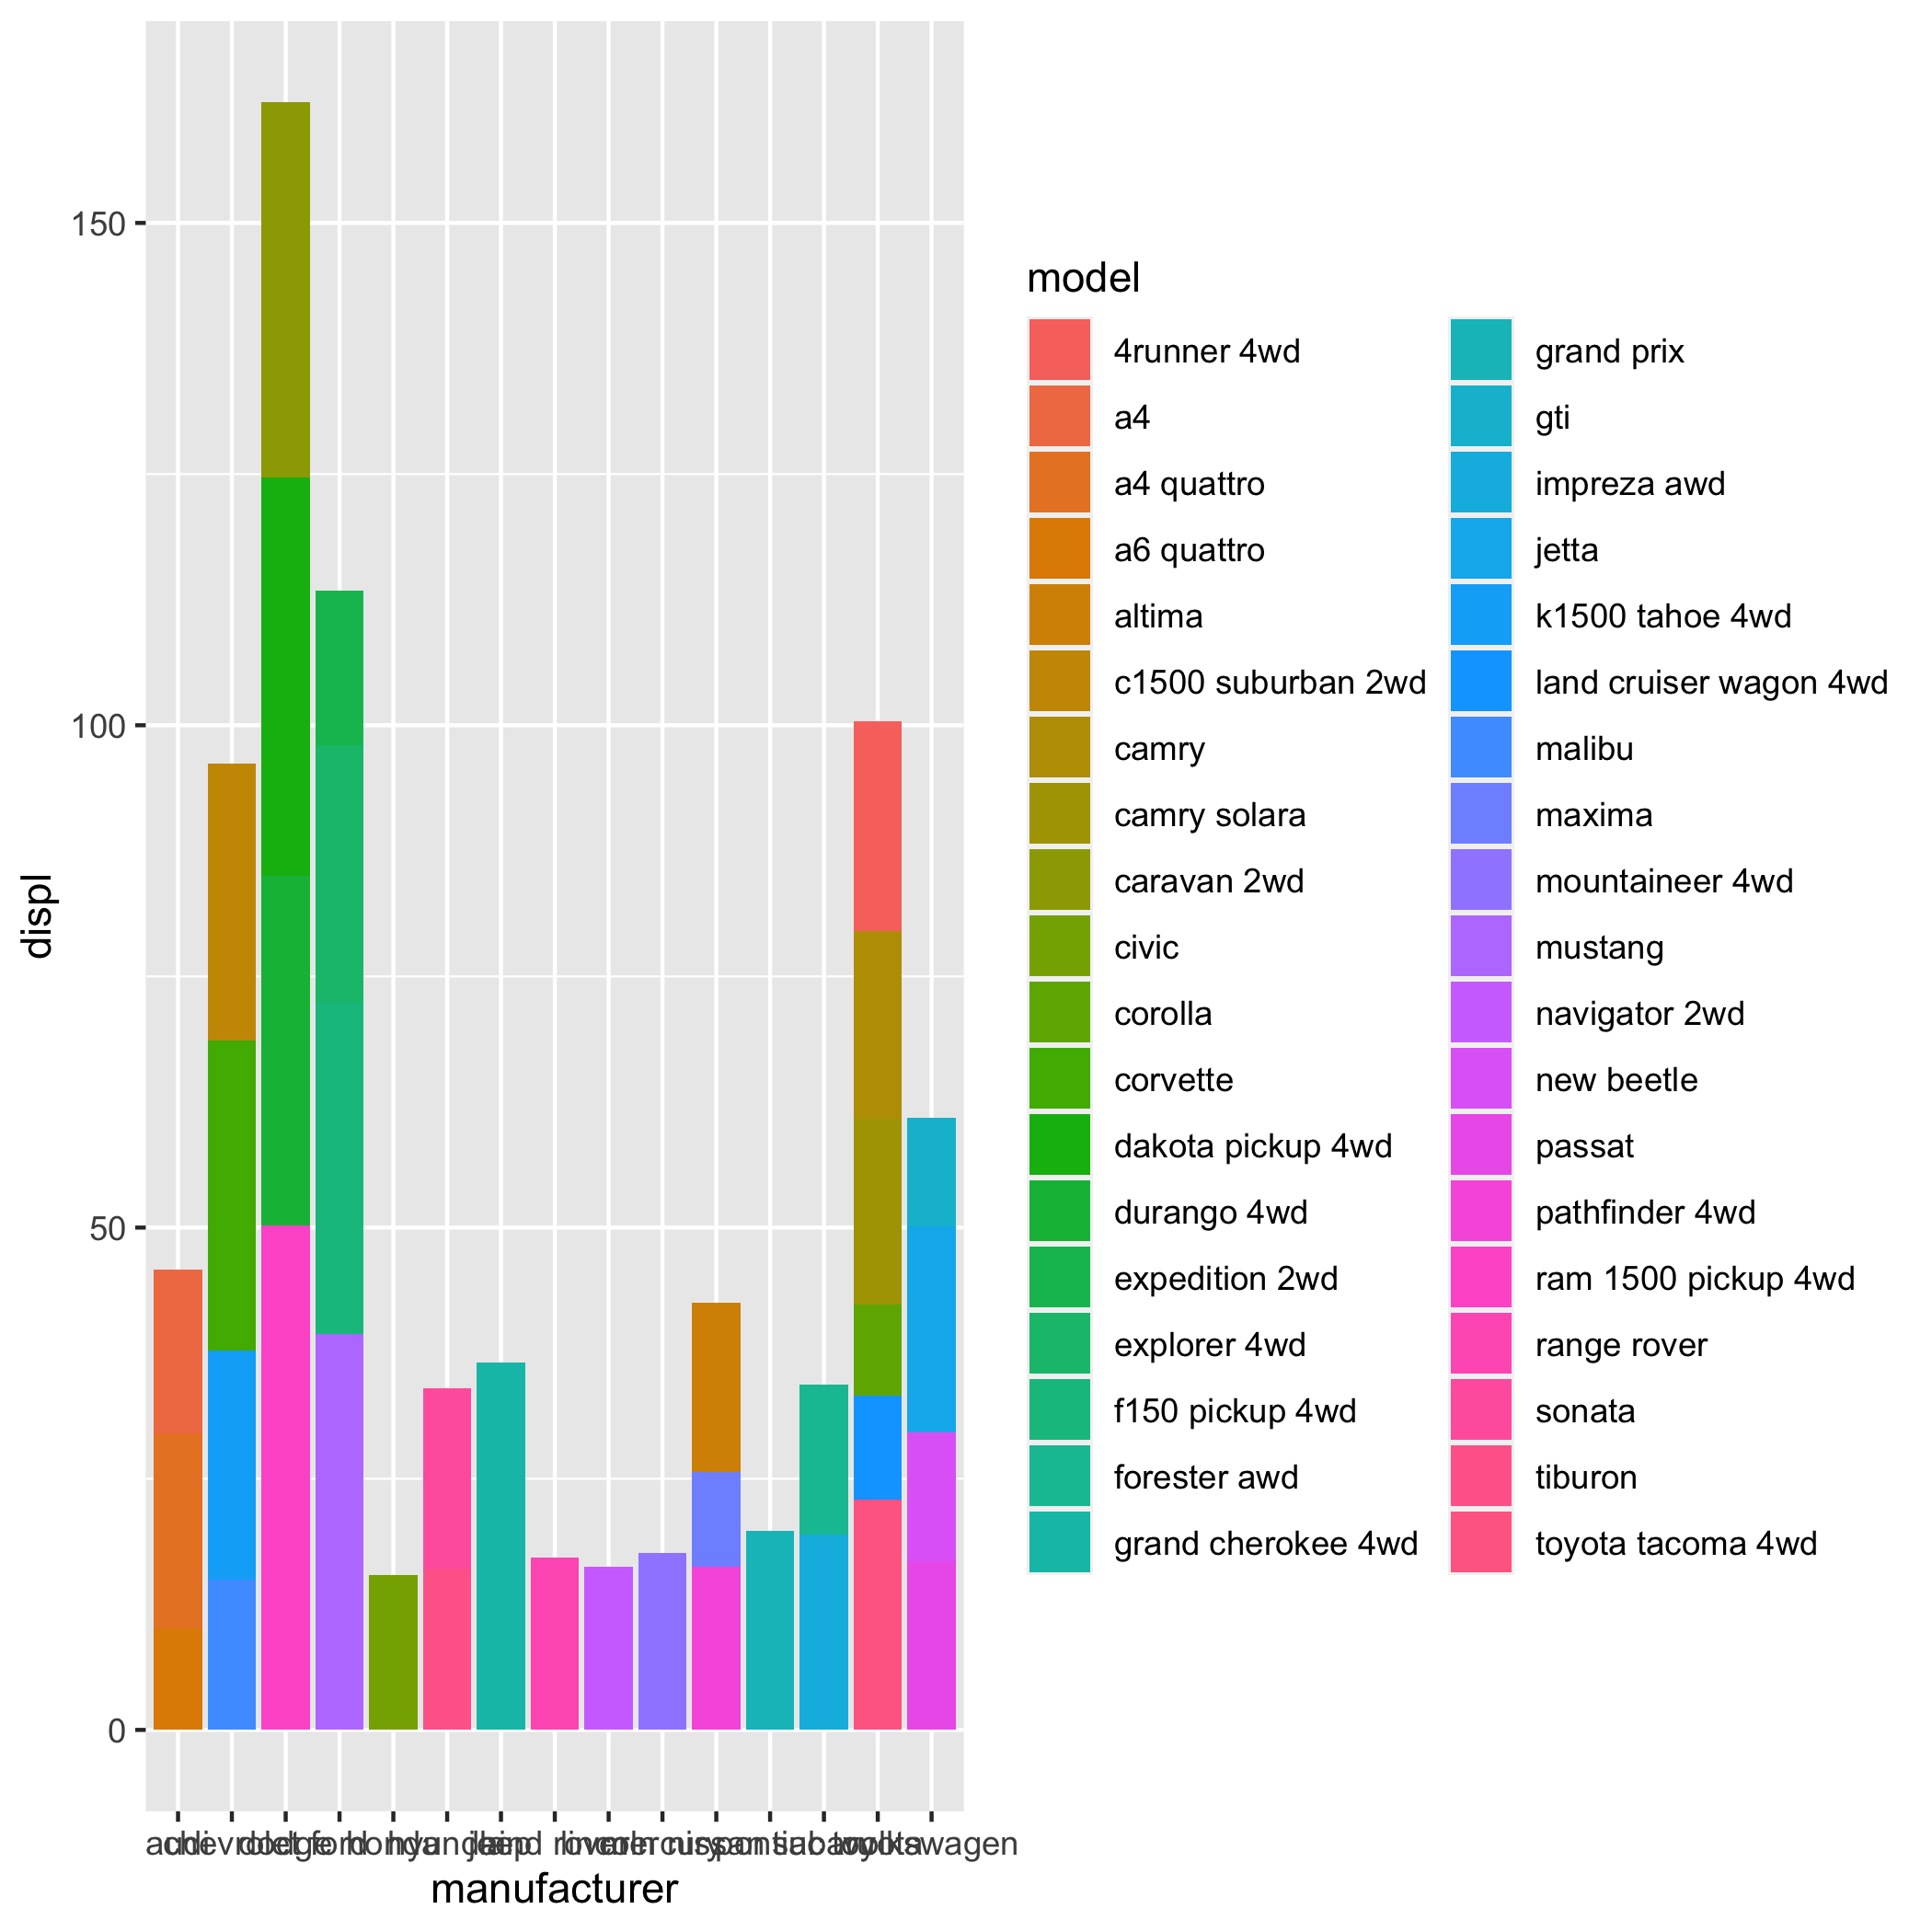 150
100
50
0
displ
manufacturer
model
4runner 4wd
a4
a4 quattro
a6 quattro
altima
c1500 suburban 2wd
camry
camry solara
caravan 2wd
civic
corolla
corvette
dakota pickup 4wd
durango 4wd
expedition 2wd
explorer 4wd
f150 pickup 4wd
forester awd
grand cherokee 4wd
grand prix
gti
impreza awd
jetta
k1500 tahoe 4wd
land cruiser wagon 4wd
malibu
maxima
mountaineer 4wd
mustang
navigator 2wd
new beetle
passat
pathfinder 4wd
ram 1500 pickup 4wd
range rover
sonata
tiburon
toyota tacoma 4wd